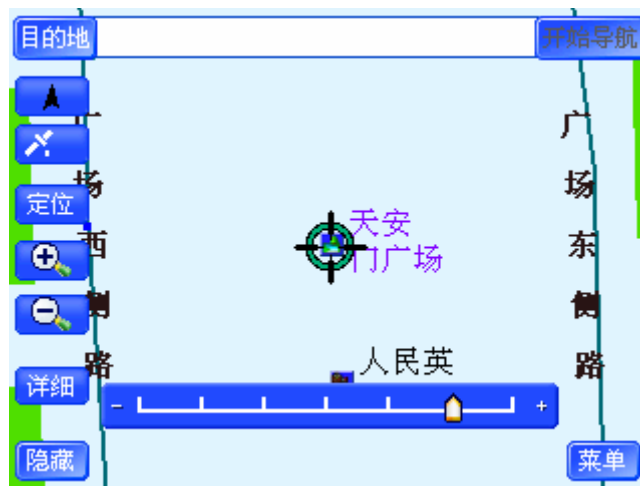 目的地
开始导航
广场西侧路
定位
天安
门广场
广场东侧路
人民英
详细
- +
隐藏
菜单